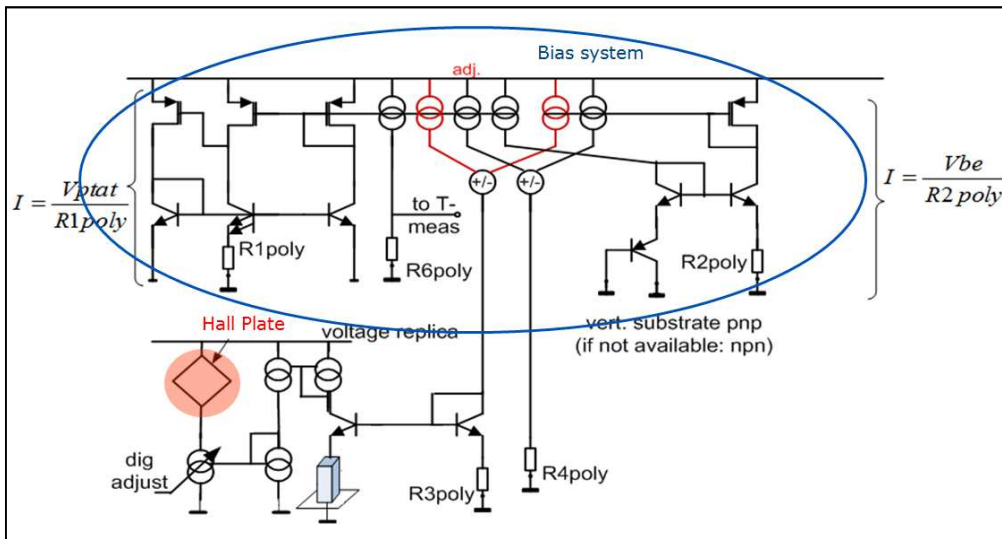 Bias system
adj.
I = Vptat / R1poly
I = Vbe / R2poly
+/-
+/-
to T-
meas
R1poly
R6poly
R2poly
Hall Plate
voltage replica
vert. substrate pnp
(if not available: npn)
dig
adjust
R3poly
R4poly